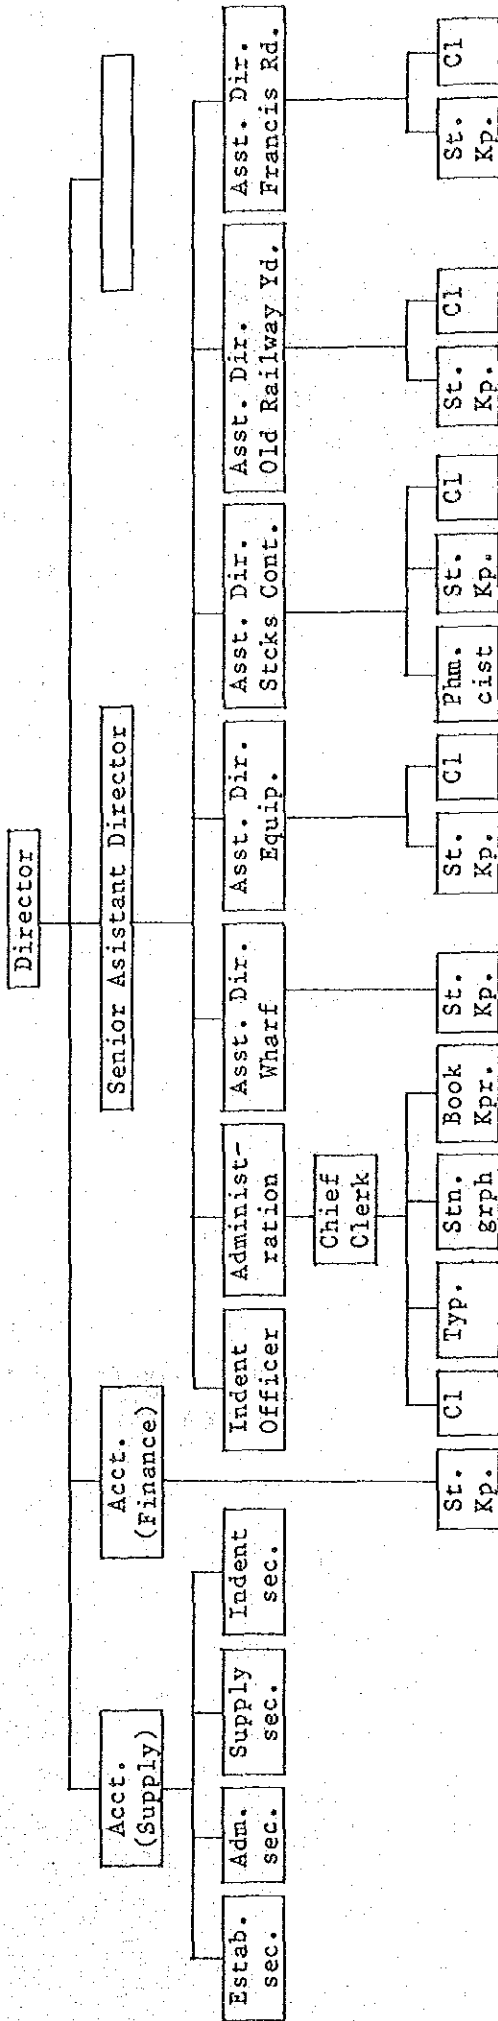 Director
Acct.
(Supply)
Acct.
(Finance)
Senior Asistant Director
Estab.
sec.
Adm.
sec.
Supply
sec.
Indent
sec.
Indent
Officer
Administ-
ration
Asst. Dir.
Wharf
Asst. Dir.
Equip.
Asst. Dir.
Stcks Cont.
Asst. Dir.
Old Railway Yd.
Asst. Dir.
Francis Rd.
Chief
Clerk
St.
Kp.
Cl
Typ.
Stn.
grph
Book
Kpr.
St.
Kp.
St.
Kp.
Cl
Phm.
cist
St.
Kp.
Cl
St.
Kp.
Cl
St.
Kp.
Cl